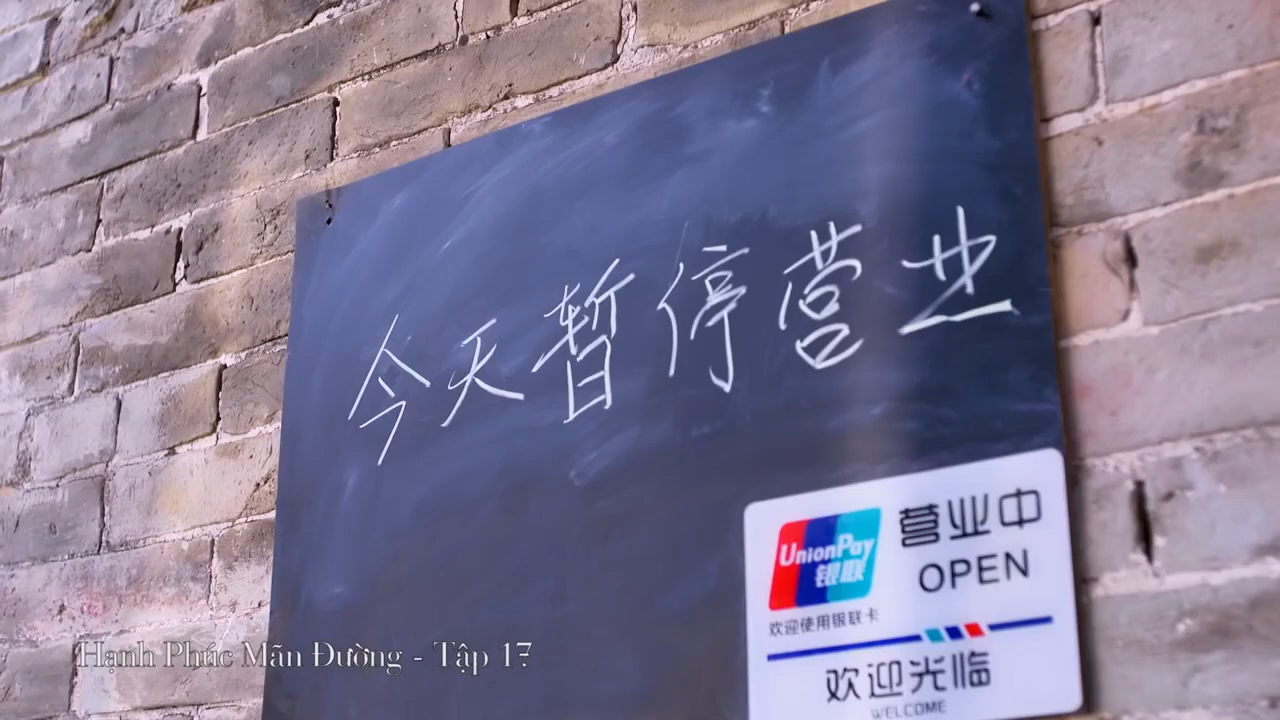 今天暂停营业
UnionPay
银联
营业中
OPEN
欢迎使用银联卡
欢迎光临
WELCOME
Hạnh Phúc Mãn Đường - Tập 17